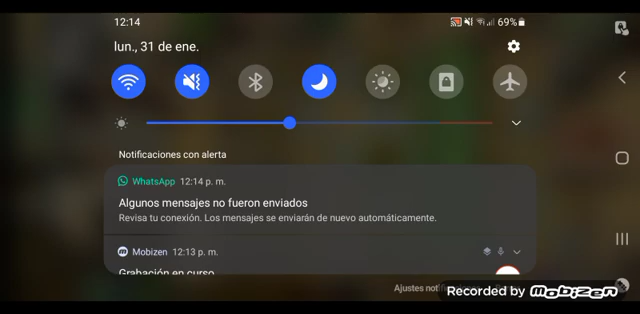 12:14
69%
lun., 31 de ene.
Notificaciones con alerta
WhatsApp 12:14 p. m.
Algunos mensajes no fueron enviados
Revisa tu conexión. Los mensajes se enviarán de nuevo automáticamente.
Mobizen 12:13 p. m.
Grabación en curso
Ajustes
Recorded by Mobizen